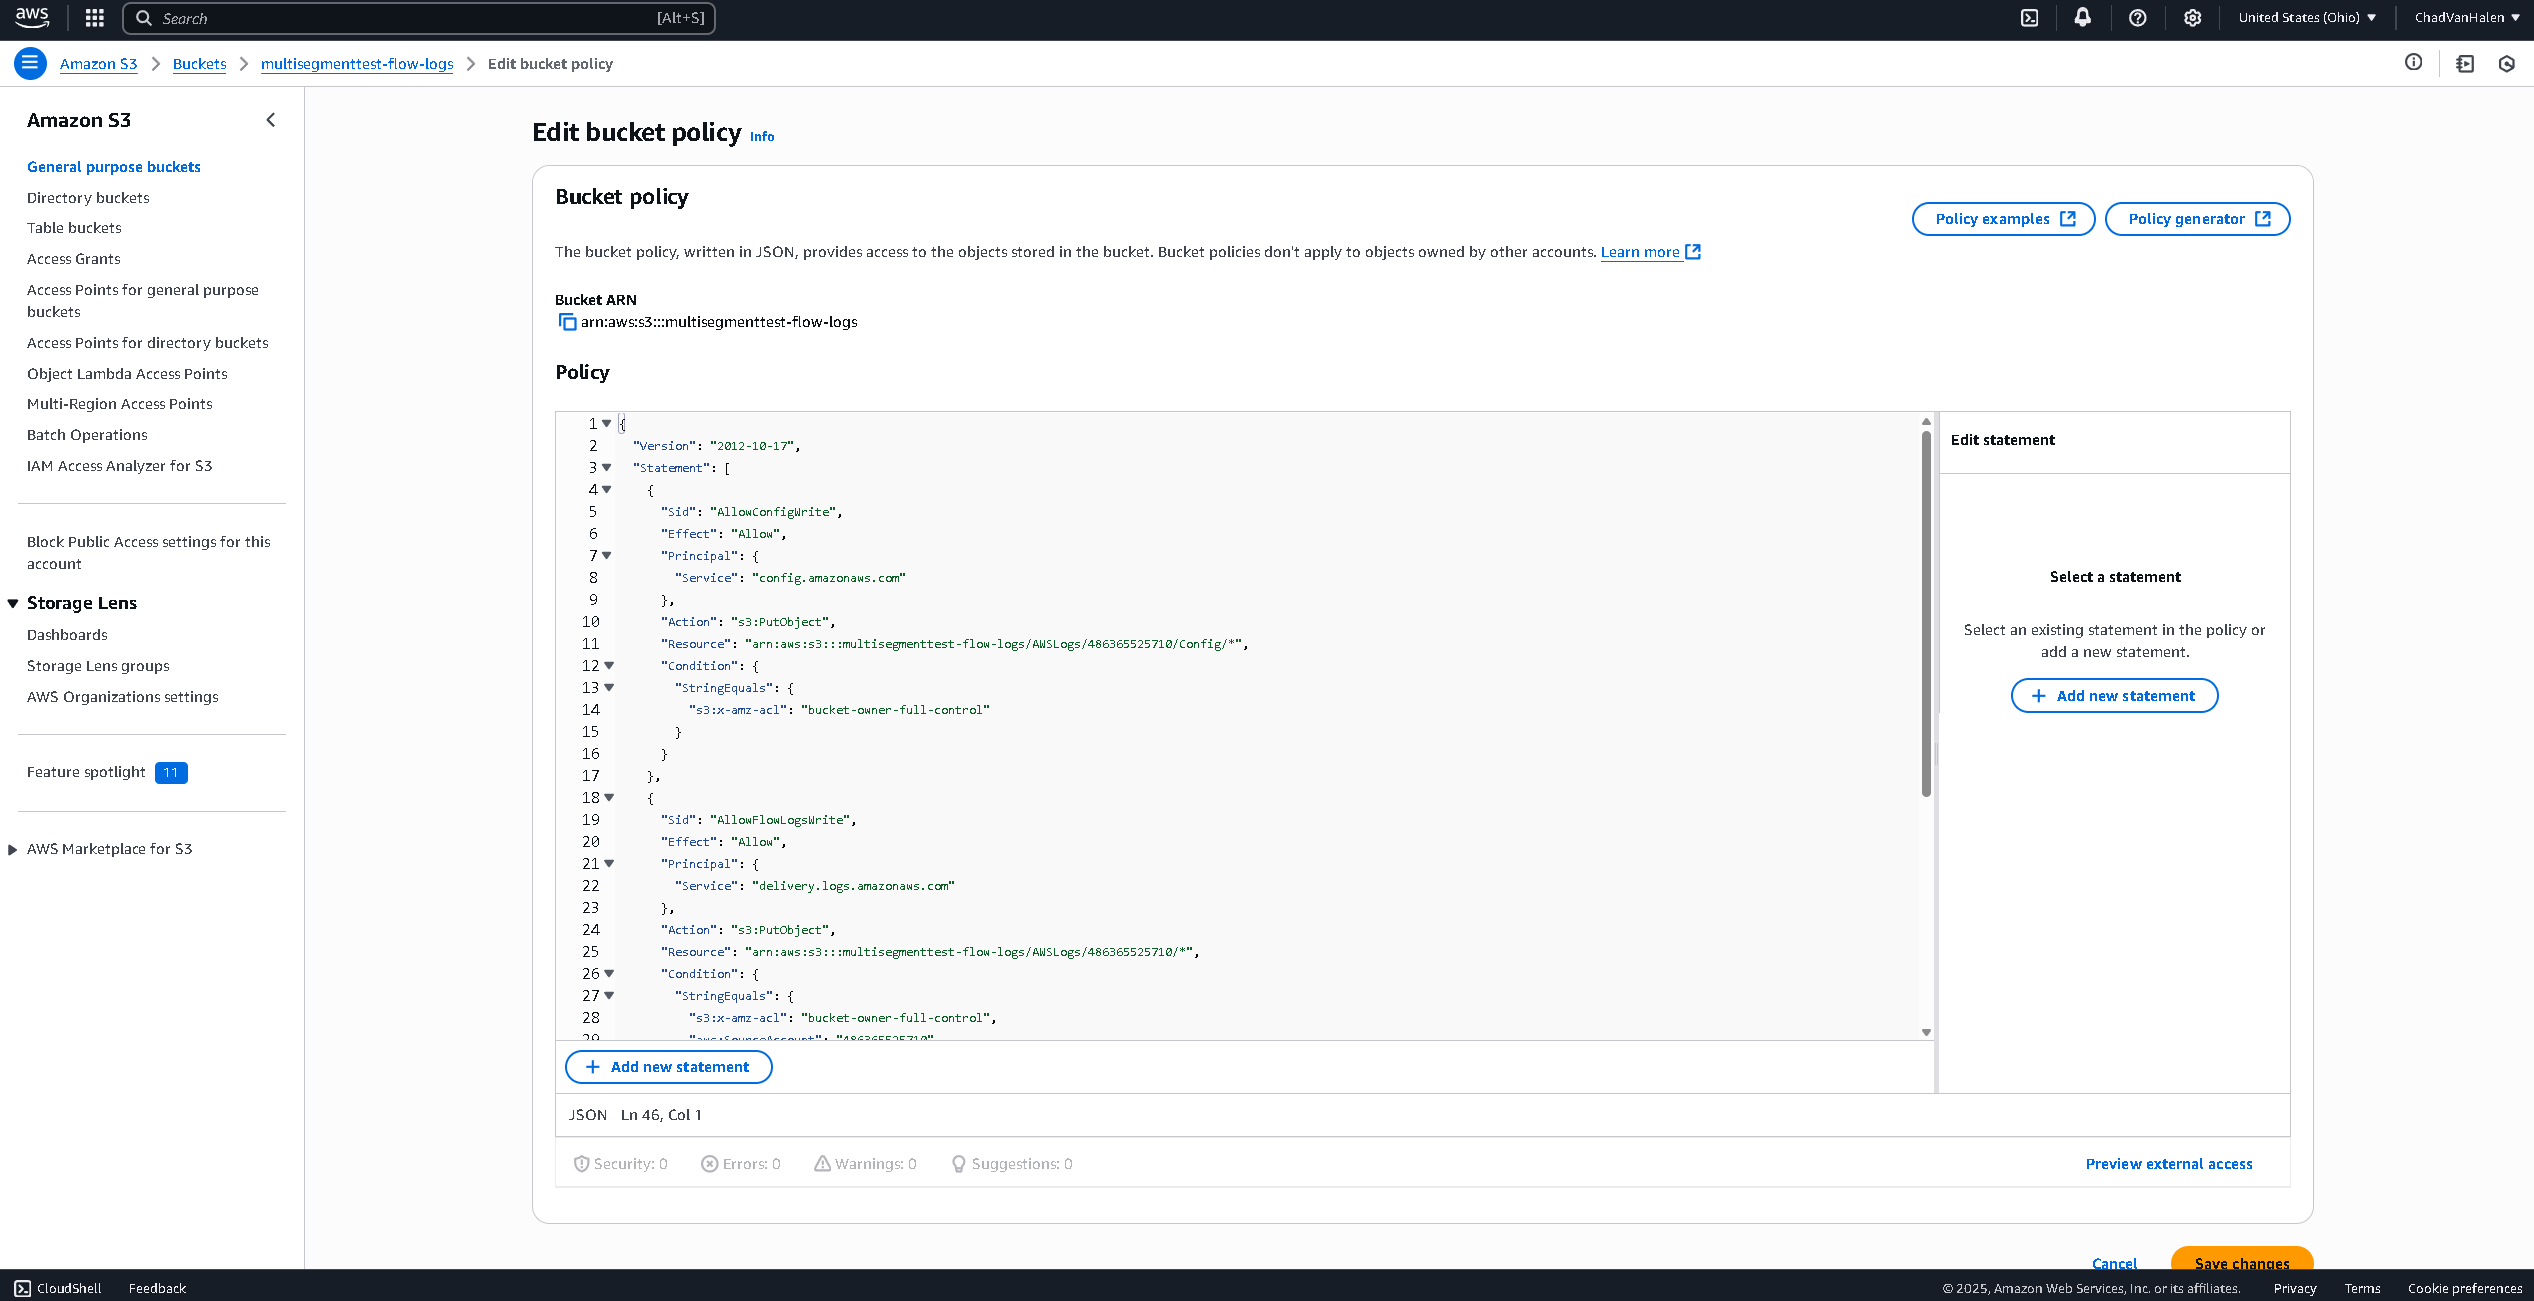 aws
Search [Alt+S]
United States (Ohio)
ChadVanHalen
Amazon S3
Buckets
multisegmenttest-flow-logs
Edit bucket policy
Amazon S3
General purpose buckets
Directory buckets
Table buckets
Access Grants
Access Points for general purpose
buckets
Access Points for directory buckets
Object Lambda Access Points
Multi-Region Access Points
Batch Operations
IAM Access Analyzer for S3
Block Public Access settings for this
account
Storage Lens
Dashboards
Storage Lens groups
AWS Organizations settings
Feature spotlight 11
AWS Marketplace for S3
Edit bucket policy Info
Bucket policy
Policy examples
Policy generator
The bucket policy, written in JSON, provides access to the objects stored in the bucket. Bucket policies don't apply to objects owned by other accounts. Learn more
Bucket ARN
arn:aws:s3:::multisegmenttest-flow-logs
Policy
1 {
2 "Version": "2012-10-17",
3 "Statement": [
4 {
5 "Sid": "AllowConfigWrite",
6 "Effect": "Allow",
7 "Principal": {
8 "Service": "config.amazonaws.com"
9 },
10 "Action": "s3:PutObject",
11 "Resource": "arn:aws:s3:::multisegmenttest-flow-logs/AWSLogs/486365525710/Config/*",
12 "Condition": {
13 "StringEquals": {
14 "s3:x-amz-acl": "bucket-owner-full-control"
15 }
16 }
17 },
18 {
19 "Sid": "AllowFlowLogsWrite",
20 "Effect": "Allow",
21 "Principal": {
22 "Service": "delivery.logs.amazonaws.com"
23 },
24 "Action": "s3:PutObject",
25 "Resource": "arn:aws:s3:::multisegmenttest-flow-logs/AWSLogs/486365525710/*",
26 "Condition": {
27 "StringEquals": {
28 "s3:x-amz-acl": "bucket-owner-full-control",
29 "aws:SourceAccount": "486365525710"
Edit statement
Select a statement
Select an existing statement in the policy or
add a new statement.
Add new statement
Add new statement
JSON Ln 46, Col 1
Security: 0
Errors: 0
Warnings: 0
Suggestions: 0
Preview external access
Cancel
Save changes
CloudShell
Feedback
© 2025, Amazon Web Services, Inc. or its affiliates.
Privacy
Terms
Cookie preferences